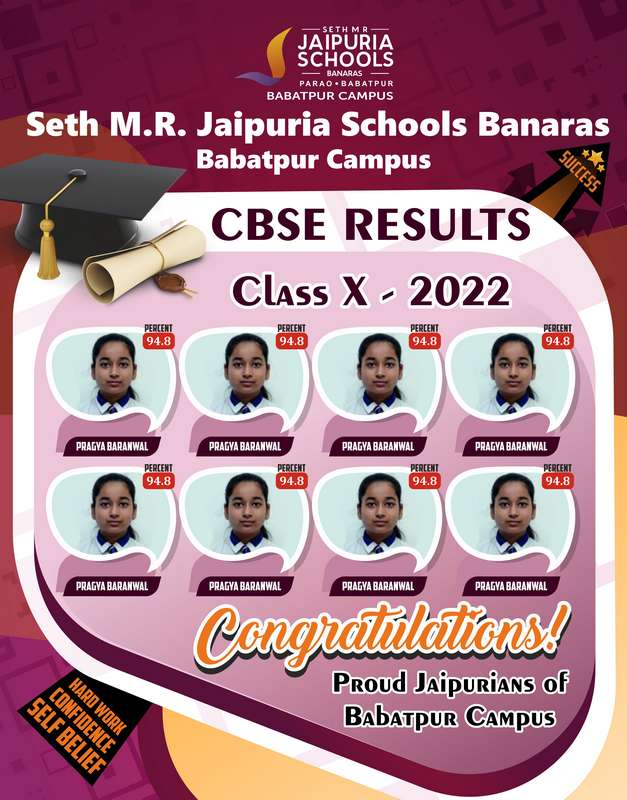 SETH M R
JAIPURIA
SCHOOLS
BANARAS
PARAO • BABATPUR
BABATPUR CAMPUS
Seth M.R. Jaipuria Schools Banaras
Babatpur Campus
SUCCESS
CBSE RESULTS
Class X - 2022
PERCENT PERCENT PERCENT PERCENT
94.8 94.8 94.8 94.8
PRAGYA BARANWAL PRAGYA BARANWAL PRAGYA BARANWAL PRAGYA BARANWAL
PERCENT PERCENT PERCENT PERCENT
94.8 94.8 94.8 94.8
PRAGYA BARANWAL PRAGYA BARANWAL PRAGYA BARANWAL PRAGYA BARANWAL
Congratulations!
Proud Jaipurians of
Babatpur Campus
HARD WORK
CONFIDENCE
SELF BELIEF